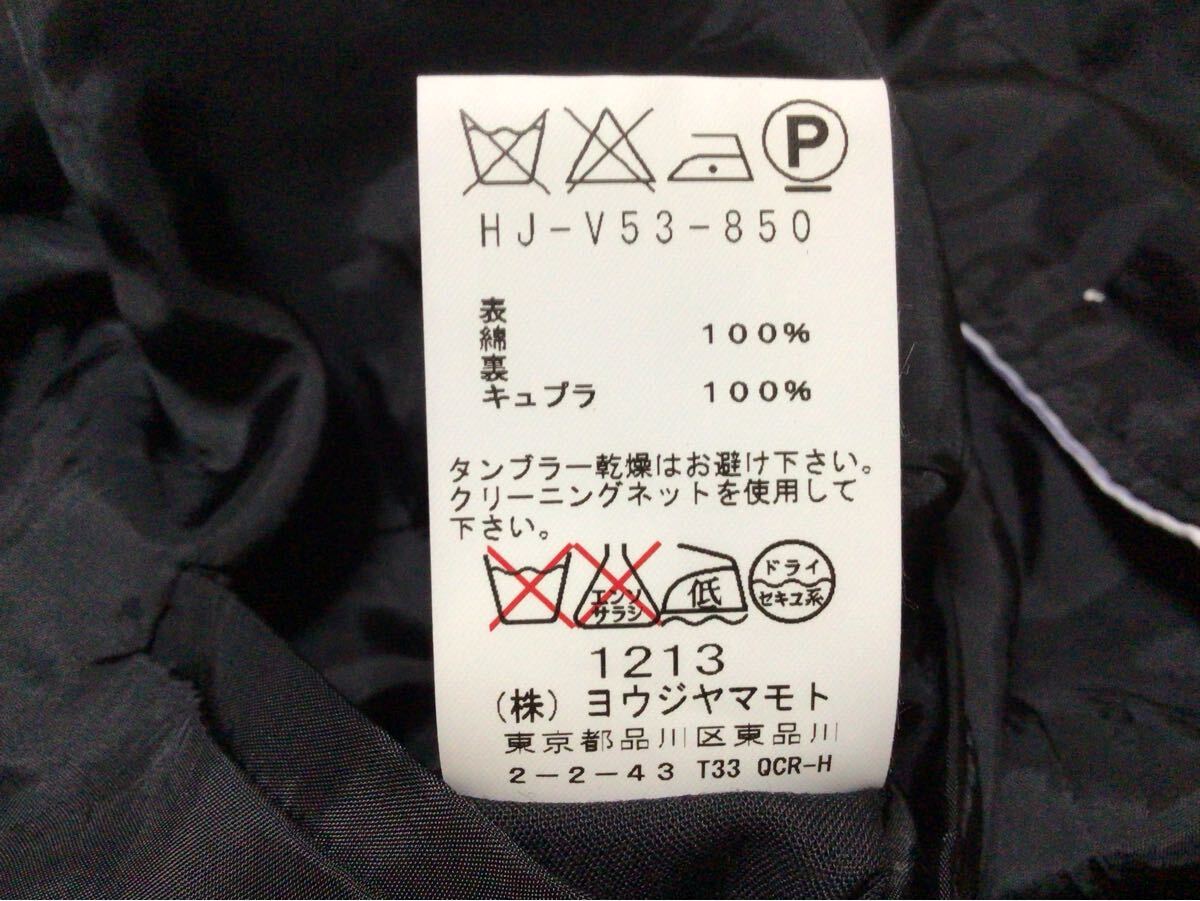 P
HJ-V53-850
表
綿 100%
裏
キュプラ 100%
タンブラー乾燥はお避け下さい。
クリーニングネットを使用して
下さい。
エンソ
サラシ
低
ドライ
セキユ系
1213
(株)ヨウジヤマモト
東京都品川区東品川
2-2-43 T33 QCR-H